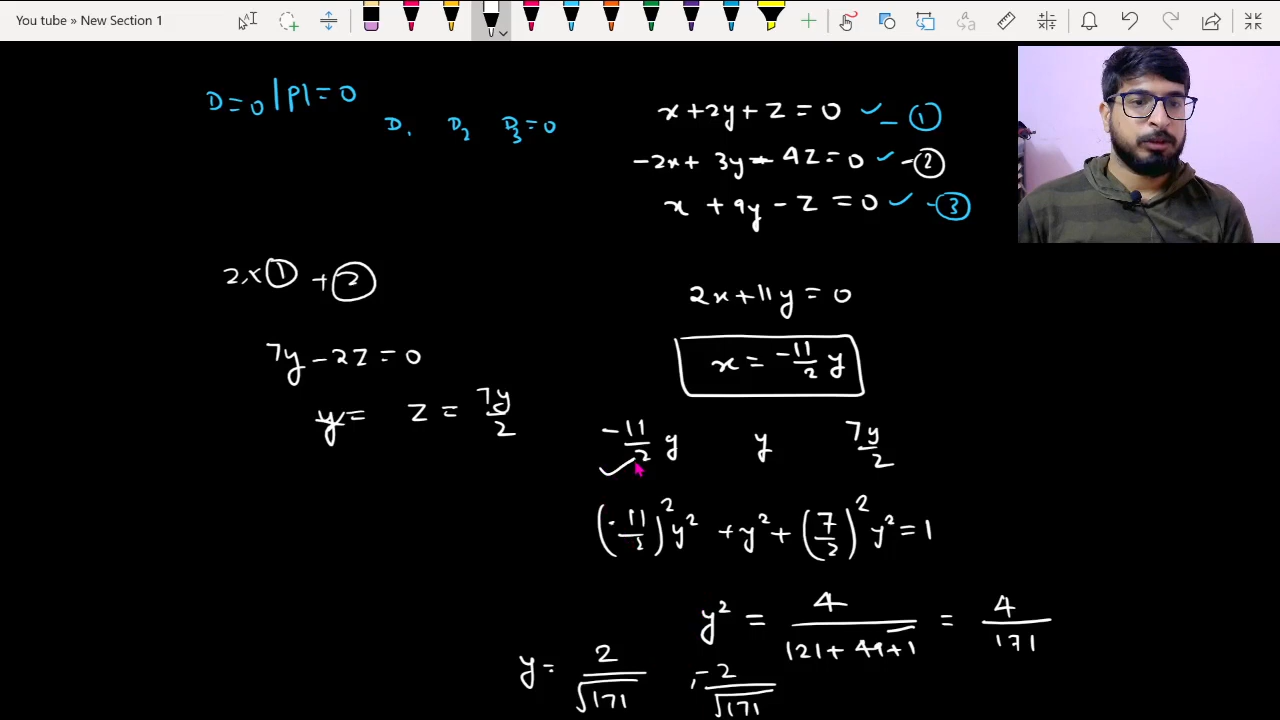 You tube » New Section 1
D = 0 |P| = 0
D₁ D₂ D₃ = 0
x + 2y + z = 0 ✓ - ①
-2x + 3y - 4z = 0 ✓ - ②
x + 9y - z = 0 ✓ - ③
2 × ① + ②
2x + 11y = 0
7y - 2z = 0
x = -11/2 y
y = z = 7y/2
-11/2 y y 7y/2
(-11/2)² y² + y² + (7/2)² y² = 1
y² = 4/(121 + 49 + 1) = 4/171
y = 2/√171 , -2/√171